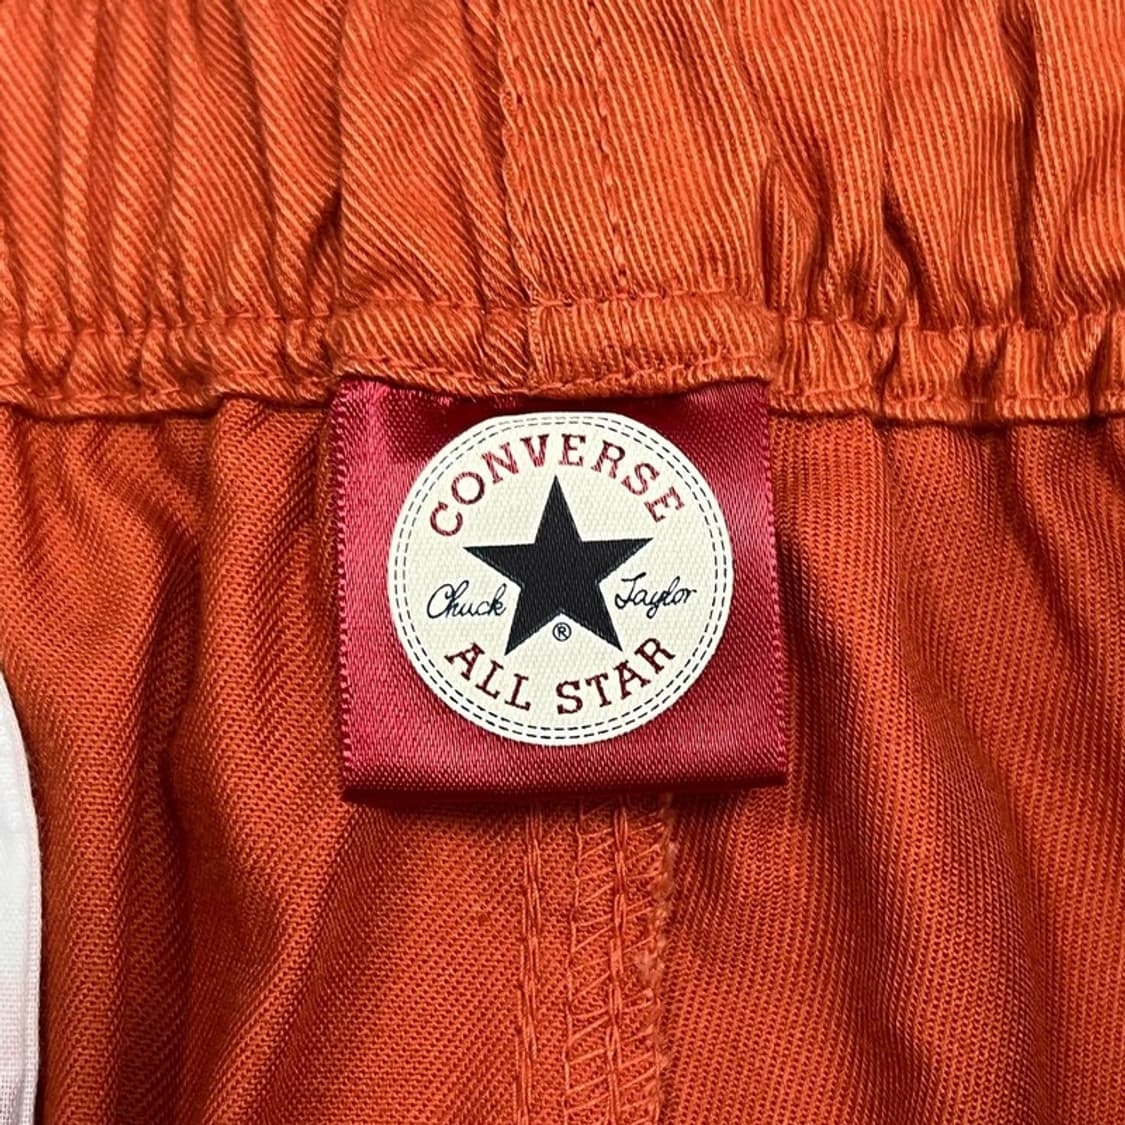 CONVERSE
Chuck Taylor
®
ALL STAR